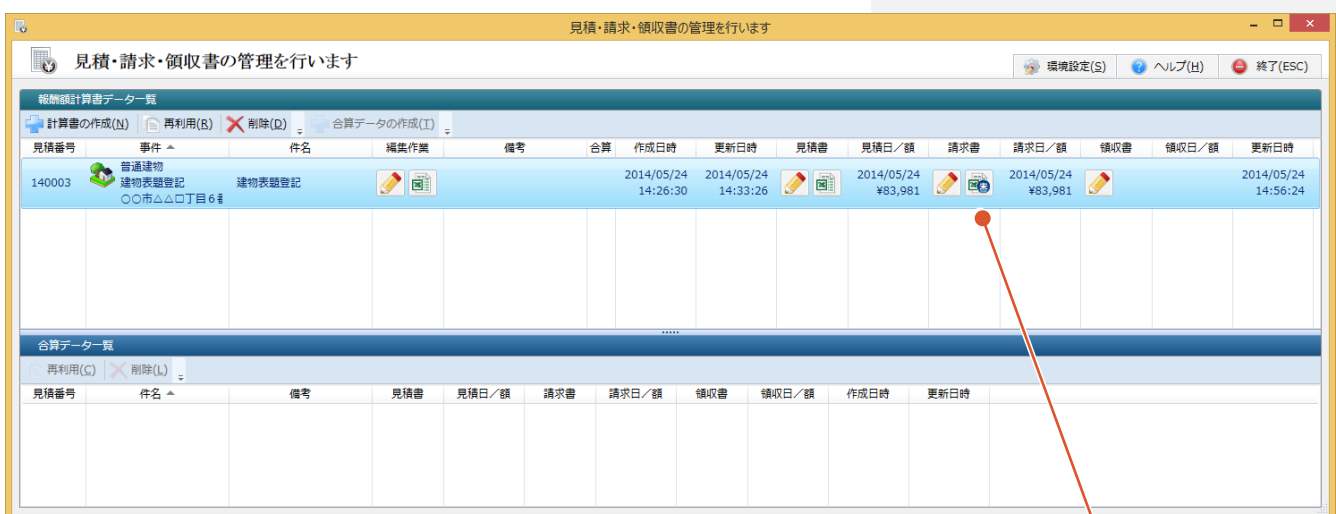 見積・請求・領収書の管理を行います
見積・請求・領収書の管理を行います
環境設定(S) ヘルプ(H) 終了(ESC)
報酬額計算書データ一覧
計算書の作成(N) 再利用(R) 削除(D) 合算データの作成(T)
見積番号 事件 件名 編集作業 備考 合算 作成日時 更新日時 見積書 見積日/額 請求書 請求日/額 領収書 領収日/額 更新日時
普通建物
140003 建物表題登記 建物表題登記 2014/05/24 2014/05/24 2014/05/24 2014/05/24 2014/05/24
○○市△△□丁目6 14:26:30 14:33:26 ¥83,981 ¥83,981 14:56:24
合算データ一覧
再利用(C) 削除(L)
見積番号 件名 備考 見積書 見積日/額 請求書 請求日/額 領収書 領収日/額 作成日時 更新日時